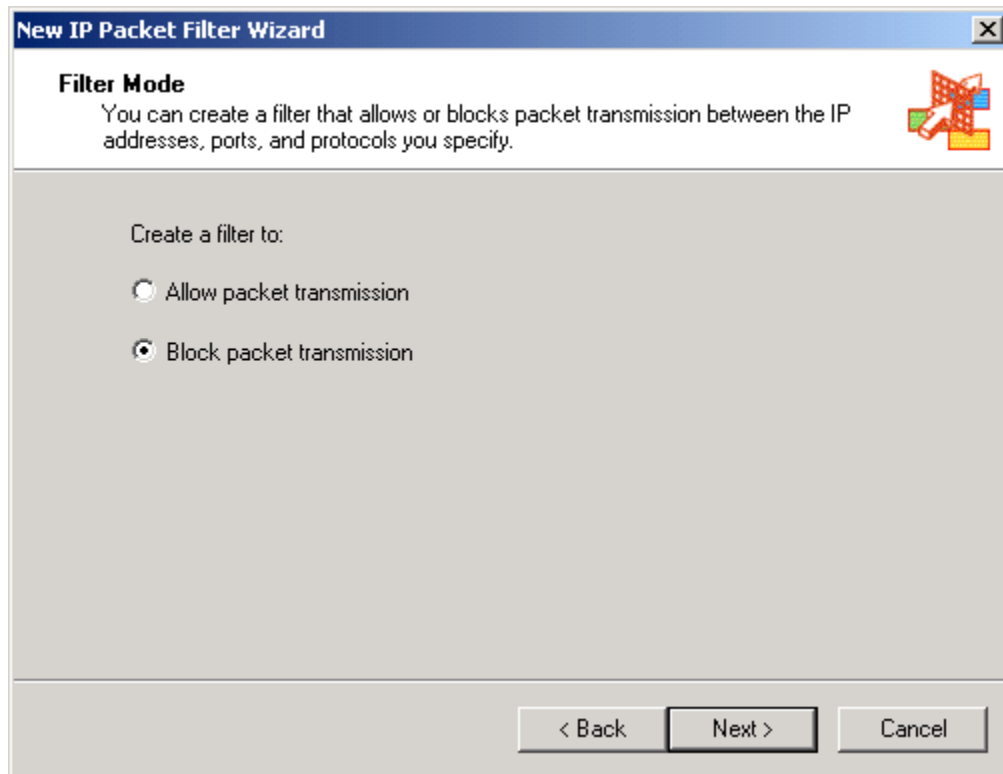 New IP Packet Filter Wizard
Filter Mode
You can create a filter that allows or blocks packet transmission between the IP
addresses, ports, and protocols you specify.
Create a filter to:
Allow packet transmission
Block packet transmission
< Back
Next >
Cancel